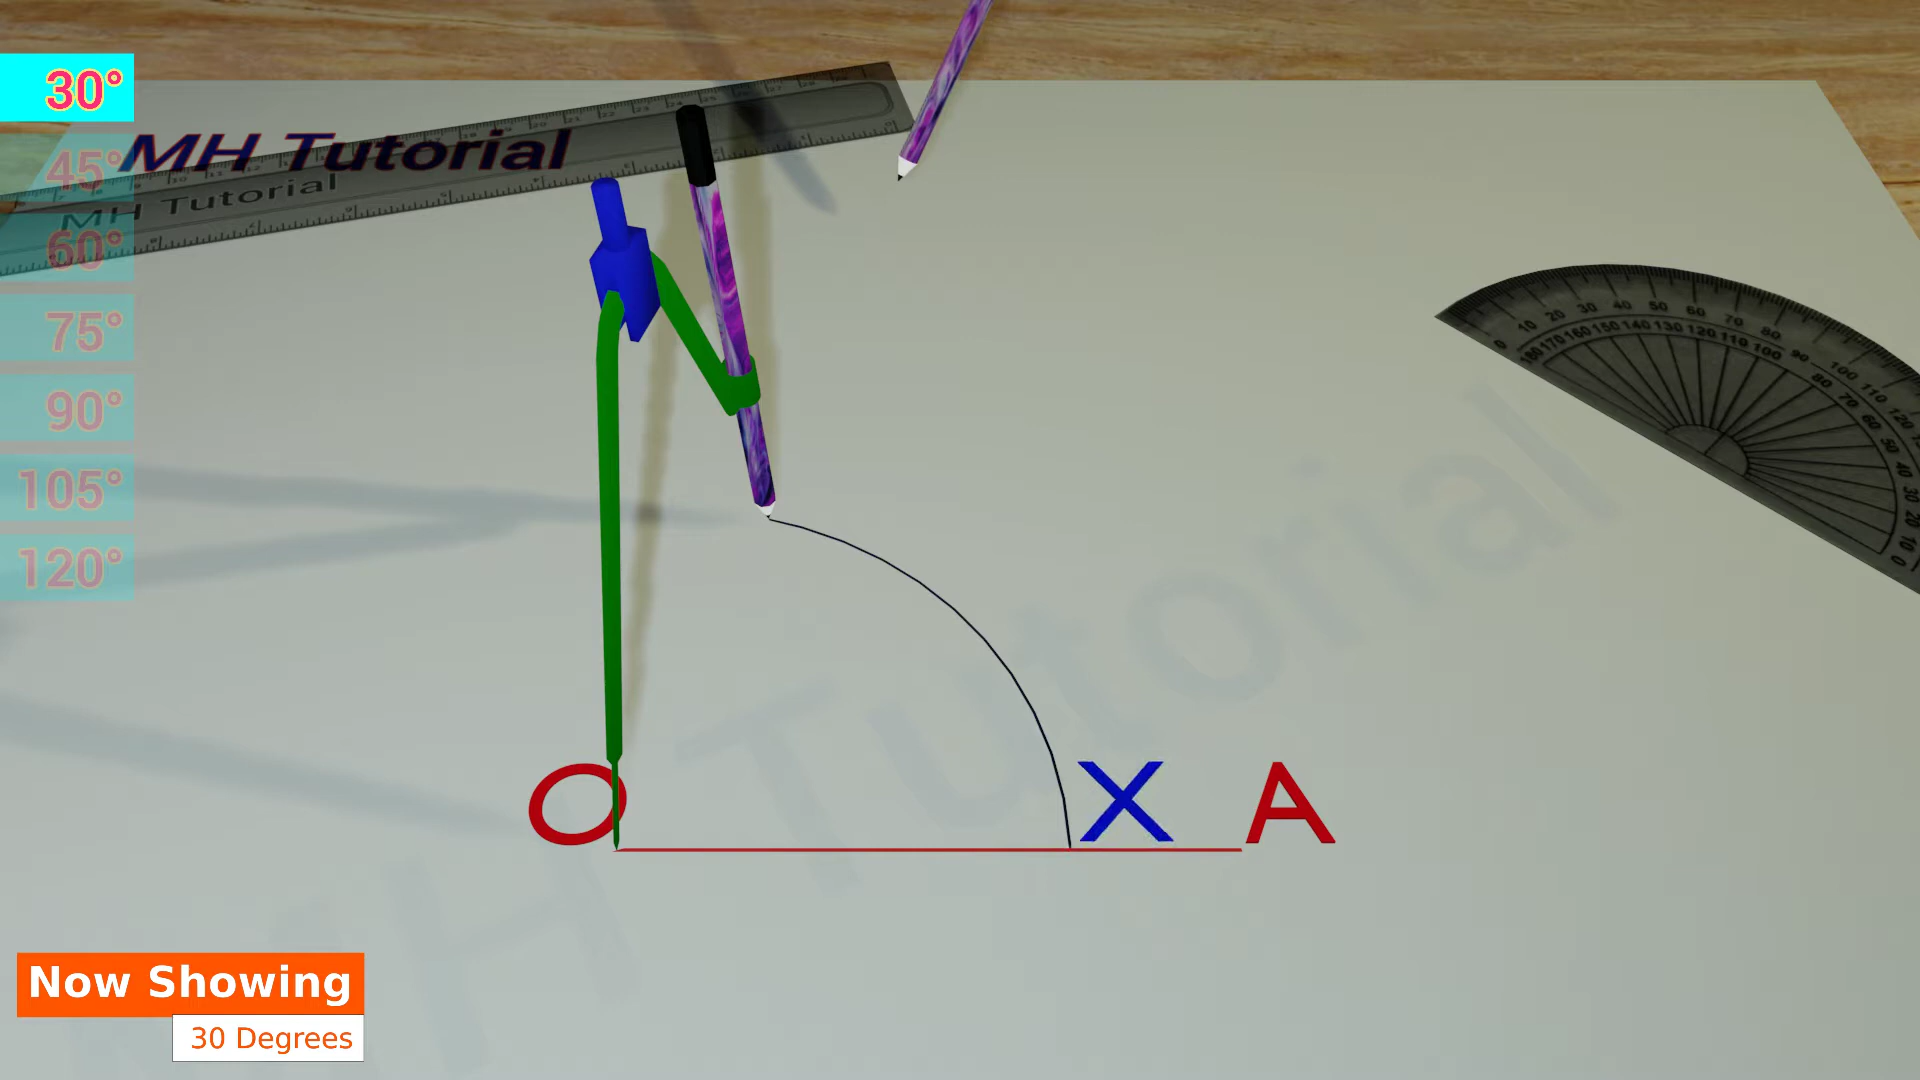 30°
45°
MH Tutorial
MH Tutorial
60°
75°
90°
105°
120°
O
X
A
MH Tutorial
Now Showing
30 Degrees